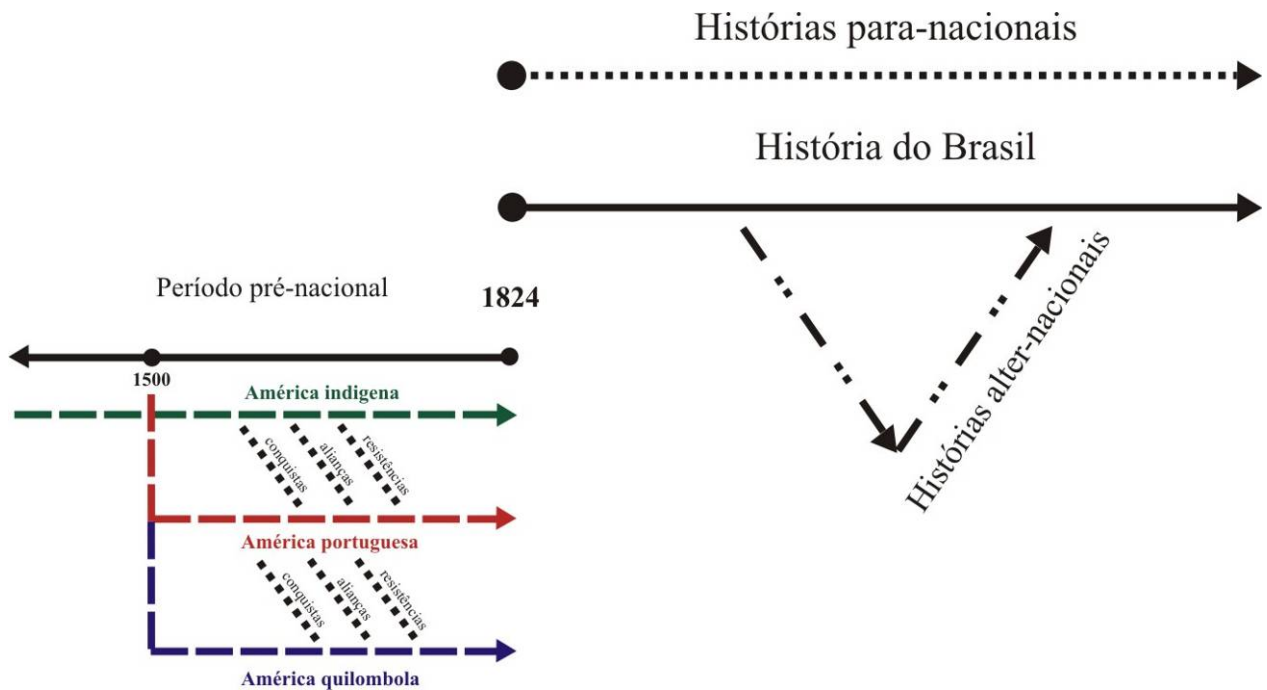 Histórias para-nacionais
História do Brasil
Período pré-nacional
1824
1500
América indigena
conquistas
alianças
resistências
América portuguesa
conquistas
alianças
resistências
América quilombola
Histórias alter-nacionais